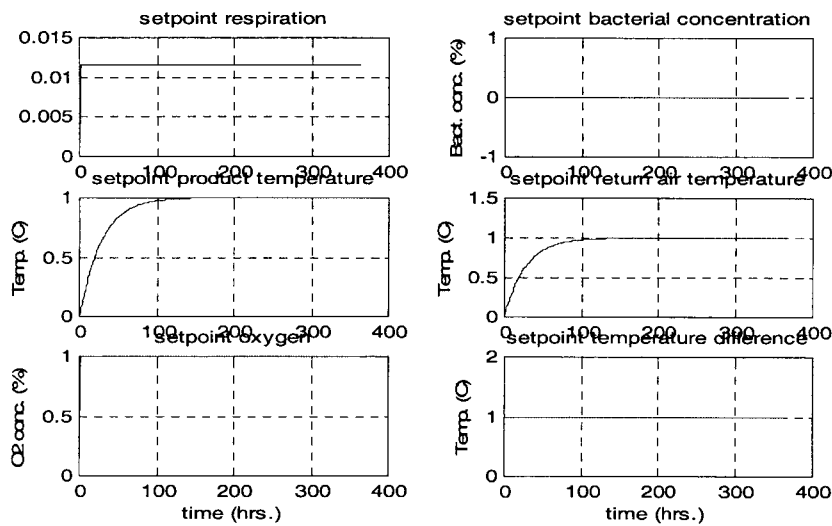 setpoint respiration
0.015
0.01
0.005
0
0 100 200 300 400
setpoint bacterial concentration
Bact. conc. (%)
1
0
-1
0 100 200 300 400
setpoint product temperature
Temp. (C)
1
0.5
0
0 100 200 300 400
setpoint return air temperature
Temp. (C)
1.5
1
0.5
0
0 100 200 300 400
setpoint oxygen
O2 conc. (%)
1
0.5
0
0 100 200 300 400
time (hrs.)
setpoint temperature difference
Temp. (C)
2
1
0
0 100 200 300 400
time (hrs.)